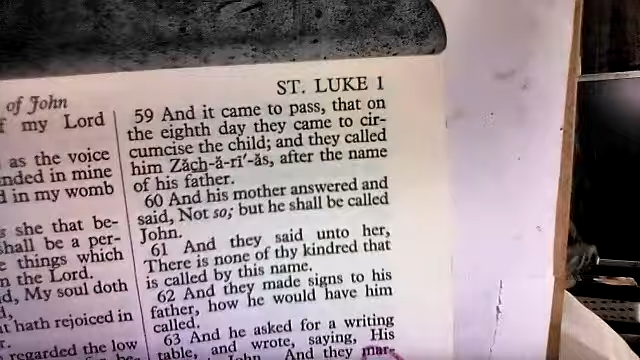 ST. LUKE 1
of John
my Lord
as the voice
nded in mine
in my womb
s she that be-
shall be a per-
e things which
n the Lord.
d, My soul doth
t hath rejoiced in
regarded the low
59 And it came to pass, that on
the eighth day they came to cir-
cumcise the child; and they called
him Zăch-ă-rī′-ăs, after the name
of his father.
60 And his mother answered and
said, Not so; but he shall be called
John.
61 And they said unto her,
There is none of thy kindred that
is called by this name.
62 And they made signs to his
father, how he would have him
called.
63 And he asked for a writing
table, and wrote, saying, His
John. And they mar-